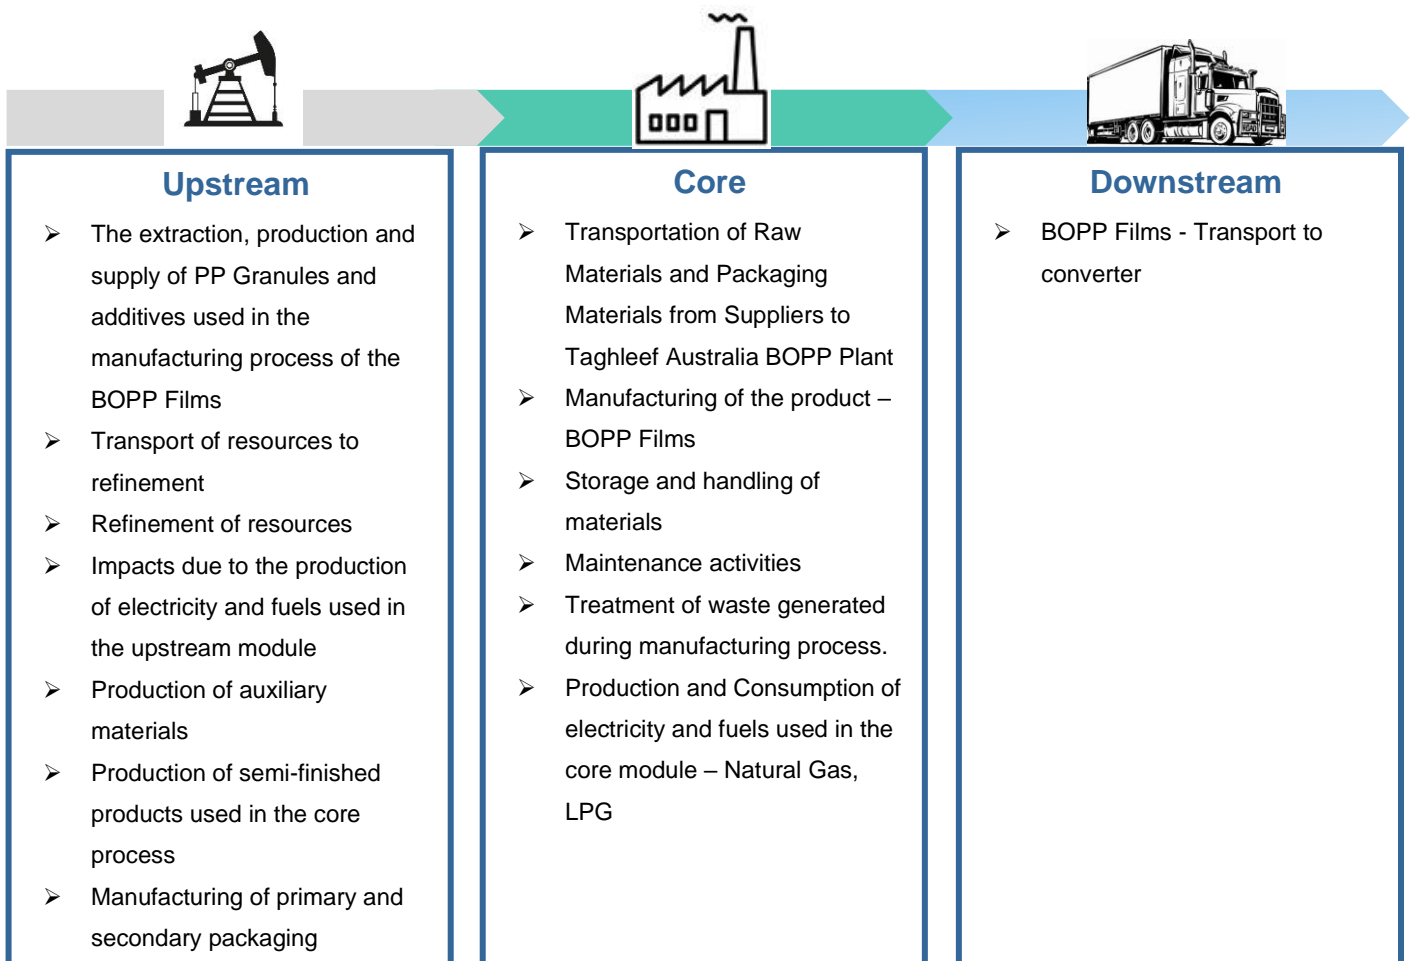 Upstream
➢ The extraction, production and
supply of PP Granules and
additives used in the
manufacturing process of the
BOPP Films
➢ Transport of resources to
refinement
➢ Refinement of resources
➢ Impacts due to the production
of electricity and fuels used in
the upstream module
➢ Production of auxiliary
materials
➢ Production of semi-finished
products used in the core
process
➢ Manufacturing of primary and
secondary packaging
Core
➢ Transportation of Raw
Materials and Packaging
Materials from Suppliers to
Taghleef Australia BOPP Plant
➢ Manufacturing of the product –
BOPP Films
➢ Storage and handling of
materials
➢ Maintenance activities
➢ Treatment of waste generated
during manufacturing process.
➢ Production and Consumption of
electricity and fuels used in the
core module – Natural Gas,
LPG
Downstream
➢ BOPP Films - Transport to
converter